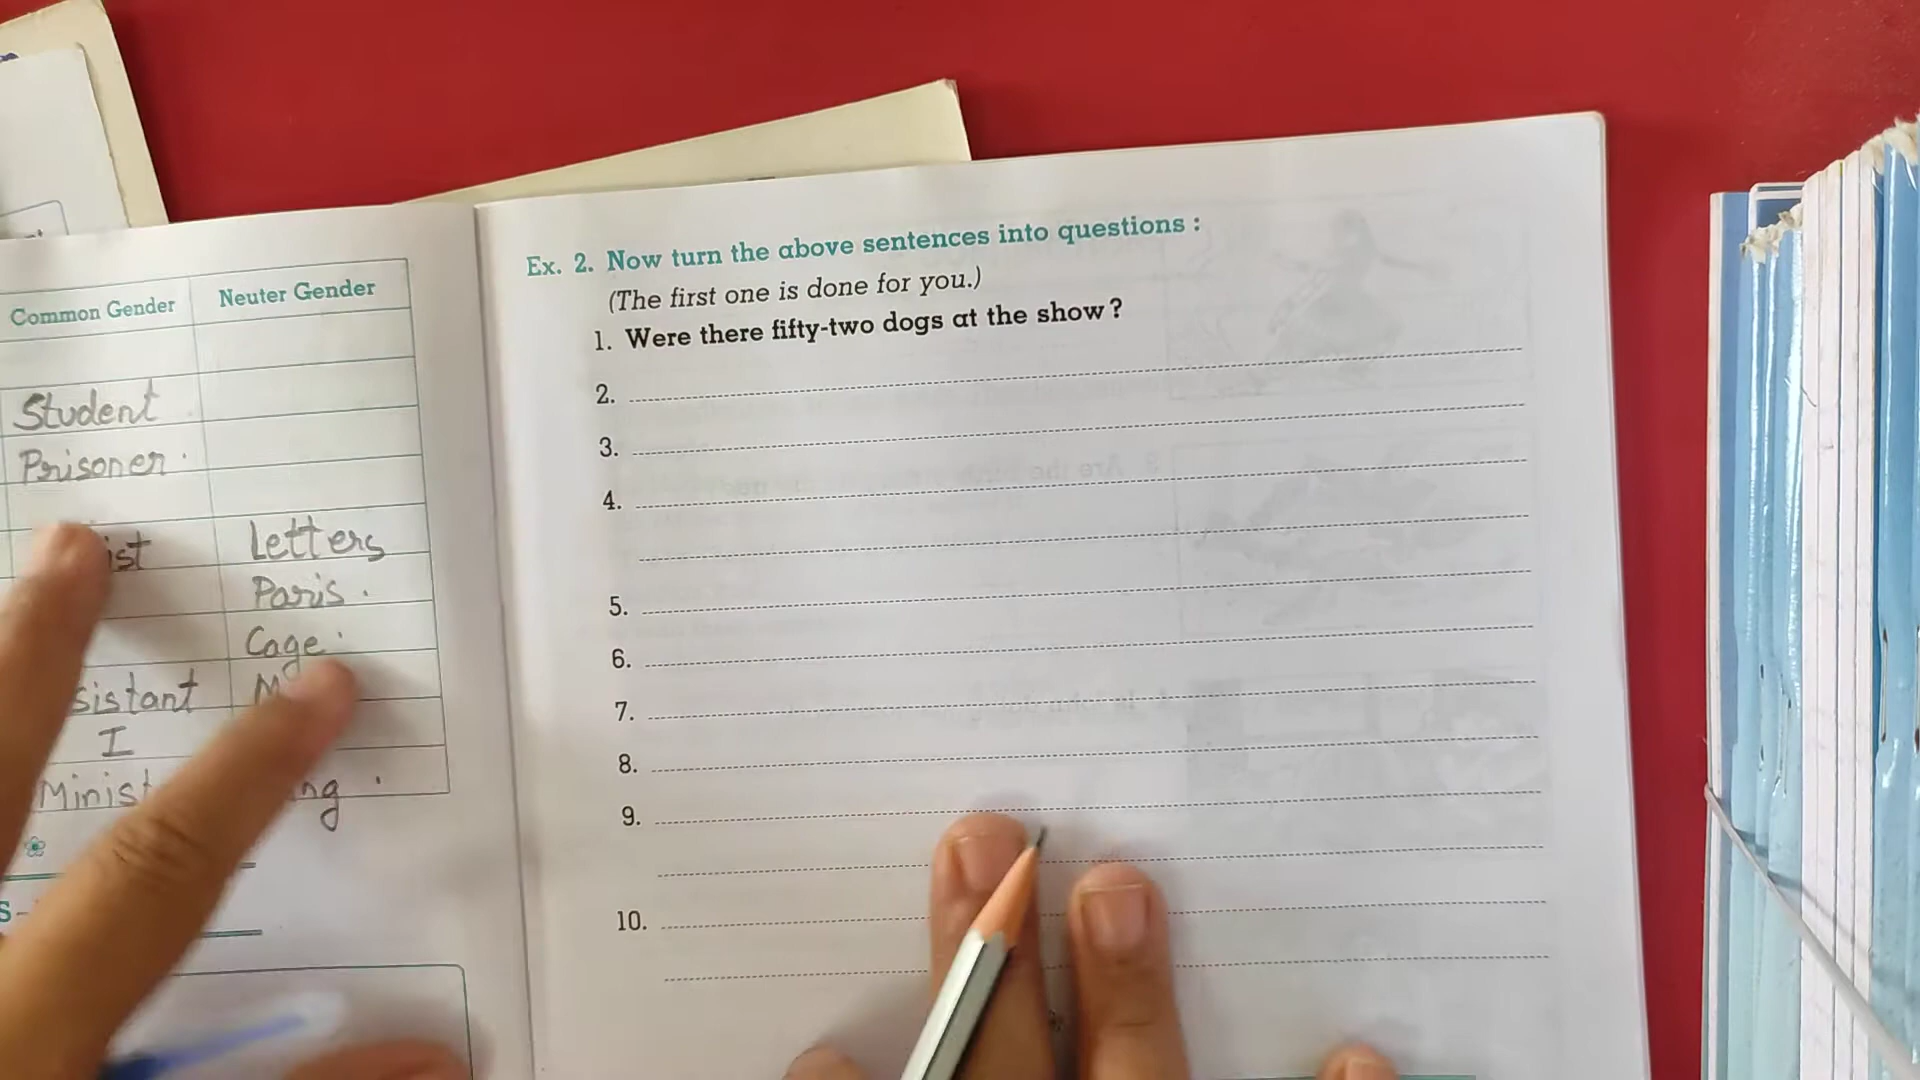 Common Gender
Neuter Gender
Student
Prisoner.
ist
Letters
Paris.
Cage.
sistant
M
I
Minist
ng.
S-
Ex. 2. Now turn the above sentences into questions :
(The first one is done for you.)
1. Were there fifty-two dogs at the show?
2.
3.
4.
5.
6.
7.
8.
9.
10.